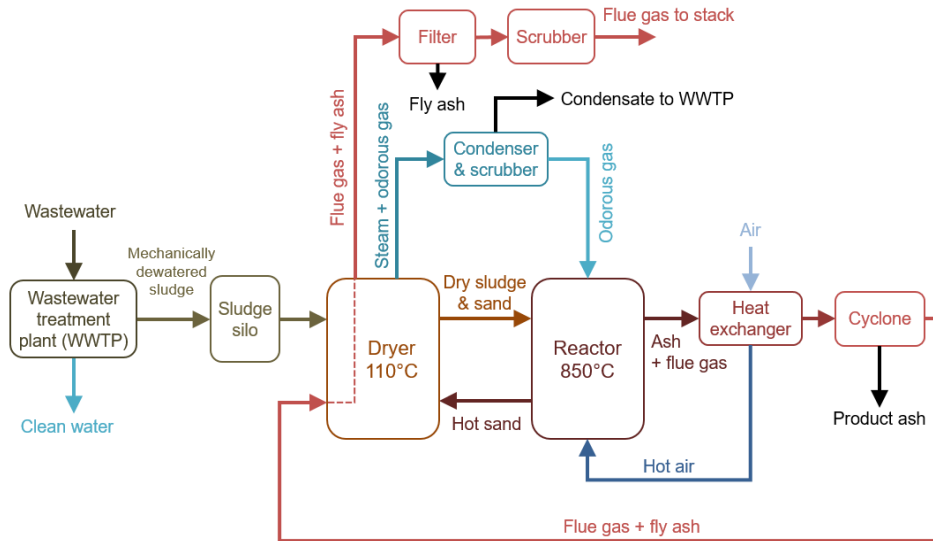 Flue gas to stack
Filter
Scrubber
Fly ash
Condensate to WWTP
Flue gas + fly ash
Steam + odorous gas
Condenser
& scrubber
Odorous gas
Wastewater
Mechanically
dewatered
sludge
Air
Wastewater
treatment
plant (WWTP)
Sludge
silo
Dryer
110°C
Dry sludge
& sand
Reactor
850°C
Heat
exchanger
Cyclone
Ash
+ flue gas
Hot sand
Clean water
Product ash
Hot air
Flue gas + fly ash